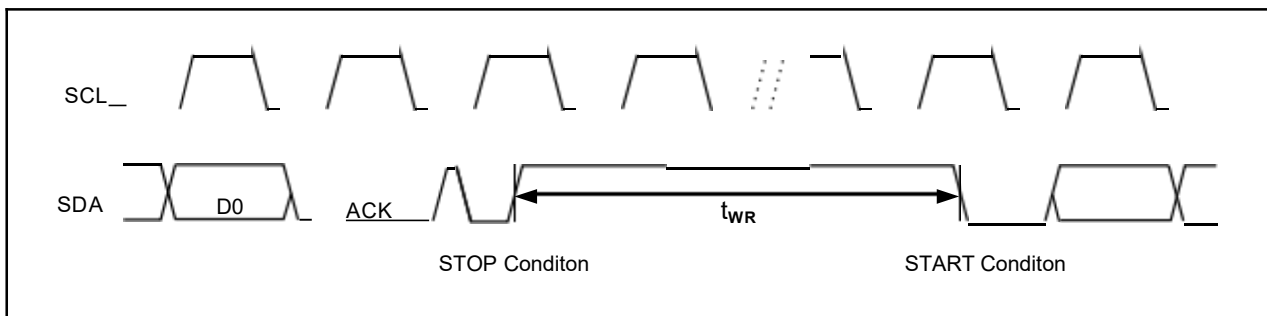 SCL
SDA
D0
ACK
tWR
STOP Conditon
START Conditon